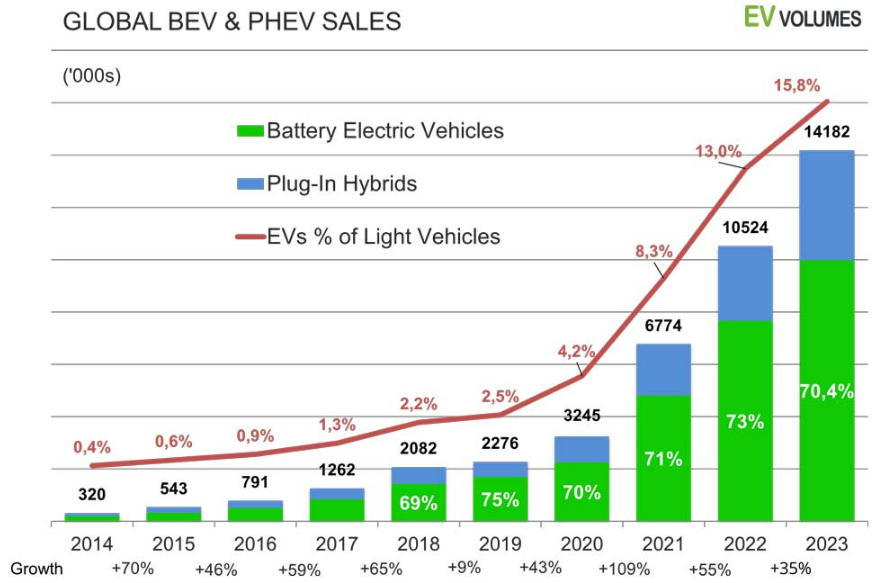 GLOBAL BEV & PHEV SALES
EV VOLUMES
('000s)
Battery Electric Vehicles
Plug-In Hybrids
EVs % of Light Vehicles
0,4% 0,6% 0,9% 1,3% 2,2% 2,5% 4,2% 8,3% 13,0% 15,8%
320 543 791 1262 2082 2276 3245 6774 10524 14182
69% 75% 70% 71% 73% 70,4%
2014 2015 2016 2017 2018 2019 2020 2021 2022 2023
Growth +70% +46% +59% +65% +9% +43% +109% +55% +35%